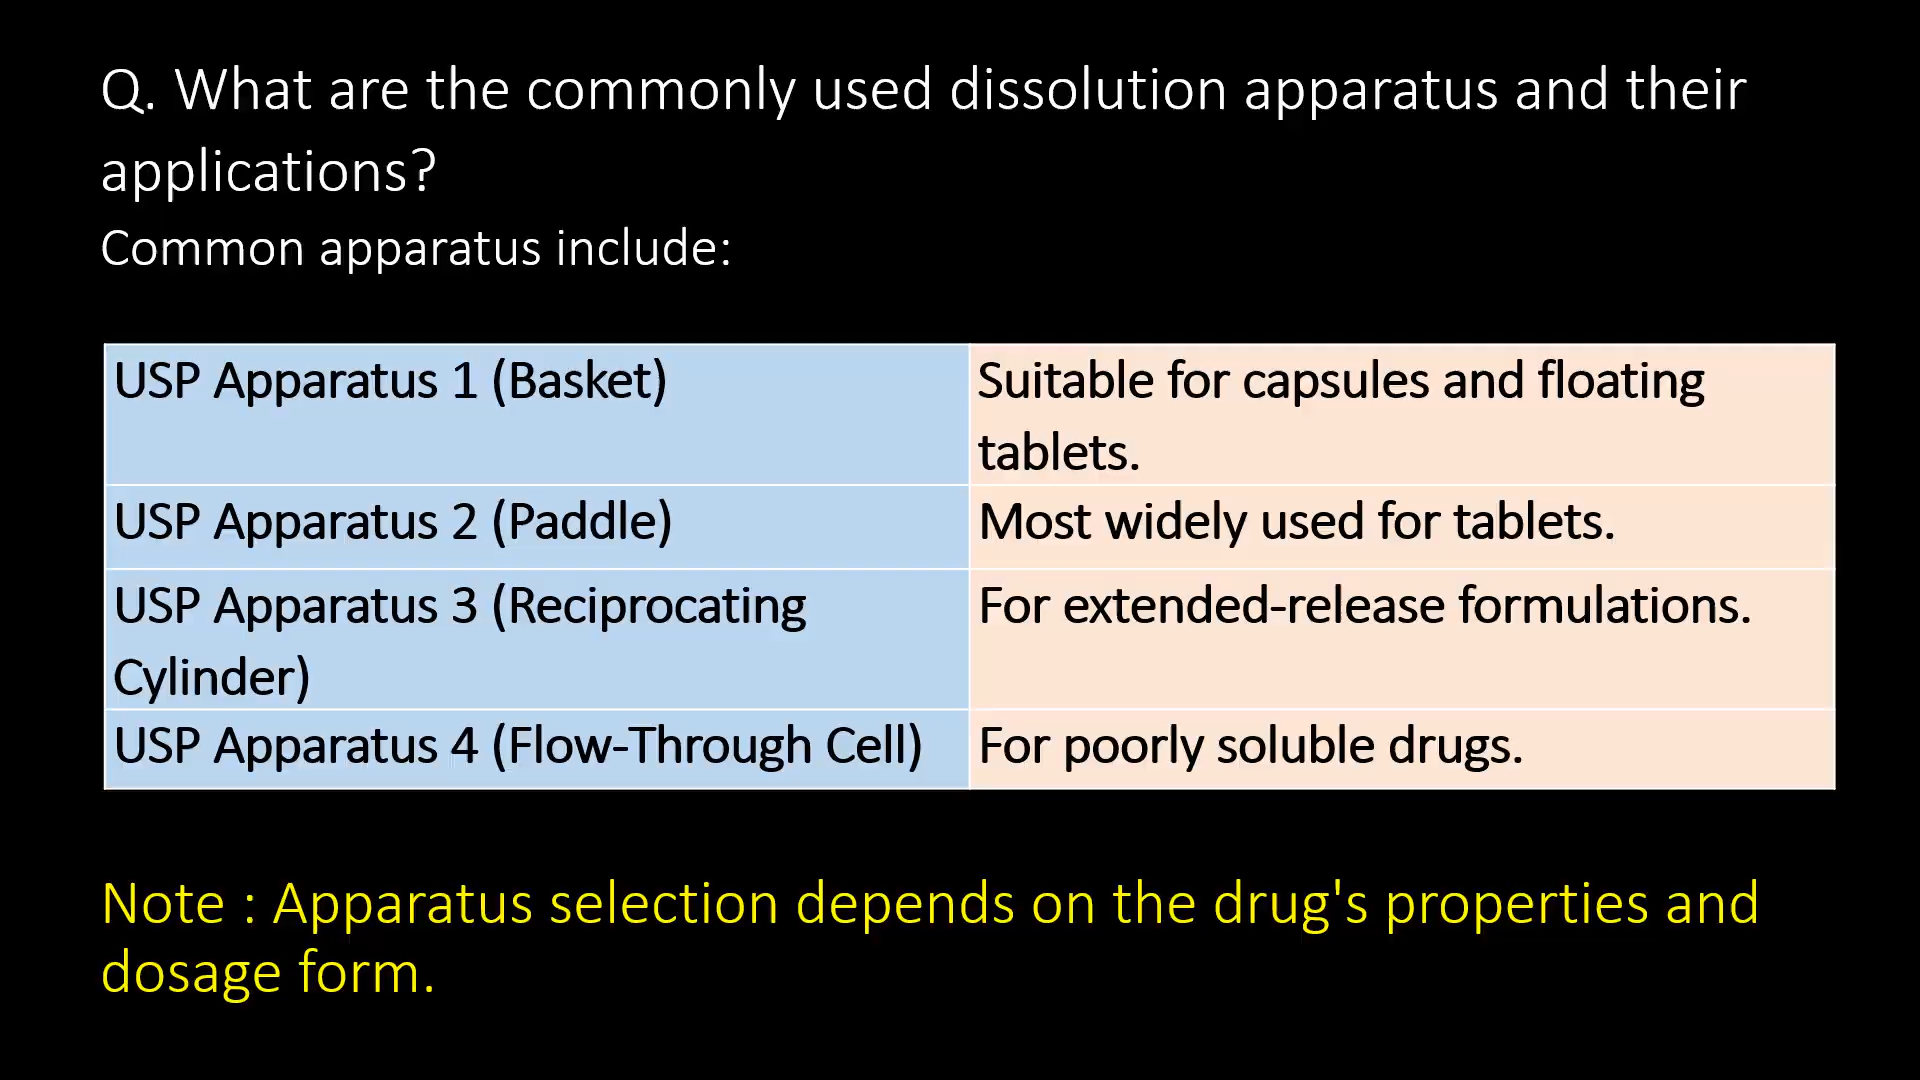 Q. What are the commonly used dissolution apparatus and their
applications?
Common apparatus include:
USP Apparatus 1 (Basket)
Suitable for capsules and floating
tablets.
USP Apparatus 2 (Paddle)
Most widely used for tablets.
USP Apparatus 3 (Reciprocating
Cylinder)
For extended-release formulations.
USP Apparatus 4 (Flow-Through Cell)
For poorly soluble drugs.
Note : Apparatus selection depends on the drug's properties and
dosage form.